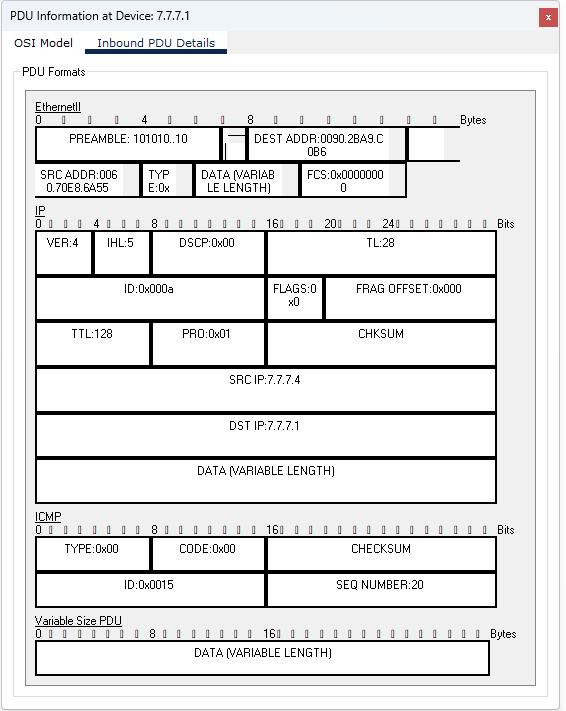 PDU Information at Device: 7.7.7.1
x
OSI Model Inbound PDU Details
PDU Formats
EthernetII
0 4 8 Bytes
PREAMBLE: 101010..10 DEST ADDR:0090.2BA9.C
0B6
SRC ADDR:006 TYP DATA (VARIAB FCS:0x0000000
0.70E8.6A55 E:0x LE LENGTH) 0
IP
0 4 8 16 20 24 Bits
VER:4 IHL:5 DSCP:0x00 TL:28
ID:0x000a FLAGS:0 FRAG OFFSET:0x000
x0
TTL:128 PRO:0x01 CHKSUM
SRC IP:7.7.7.4
DST IP:7.7.7.1
DATA (VARIABLE LENGTH)
ICMP
0 8 16 Bits
TYPE:0x00 CODE:0x00 CHECKSUM
ID:0x0015 SEQ NUMBER:20
Variable Size PDU
0 8 16 Bytes
DATA (VARIABLE LENGTH)